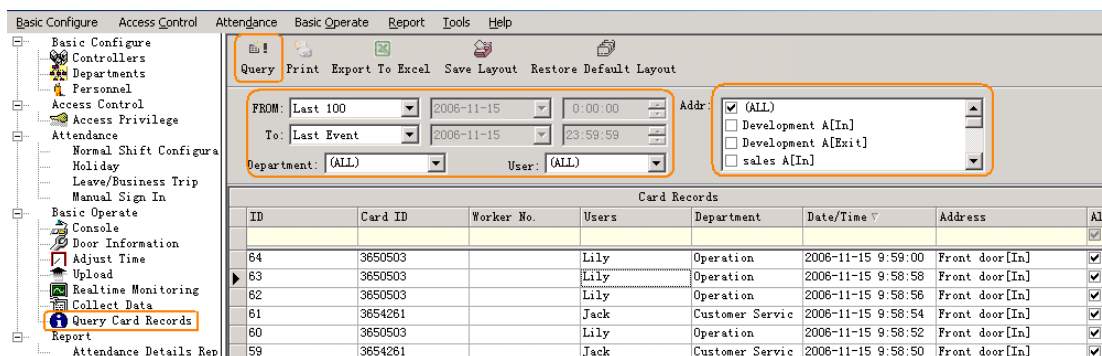 Basic Configure Access Control Attendance Basic Operate Report Tools Help
Basic Configure
Controllers
Departments
Personnel
Access Control
Access Privilege
Attendance
Normal Shift Configura
Holiday
Leave/Business Trip
Manual Sign In
Basic Operate
Console
Door Information
Adjust Time
Upload
Realtime Monitoring
Collect Data
Query Card Records
Report
Attendance Details Rep
Query Print Export To Excel Save Layout Restore Default Layout
FROM: Last 100 2006-11-15 0:00:00
To: Last Event 2006-11-15 23:59:59
Department: (ALL) User: (ALL)
Addr: (ALL)
Development A[In]
Development A[Exit]
sales A[In]
Card Records
ID Card ID Worker No. Users Department Date/Time Address Al
64 3650503 Lily Operation 2006-11-15 9:59:00 Front door[In]
63 3650503 Lily Operation 2006-11-15 9:58:58 Front door[In]
62 3650503 Lily Operation 2006-11-15 9:58:56 Front door[In]
61 3654261 Jack Customer Servic 2006-11-15 9:58:54 Front door[In]
60 3650503 Lily Operation 2006-11-15 9:58:52 Front door[In]
59 3654261 Jack Customer Servic 2006-11-15 9:58:50 Front door[In]